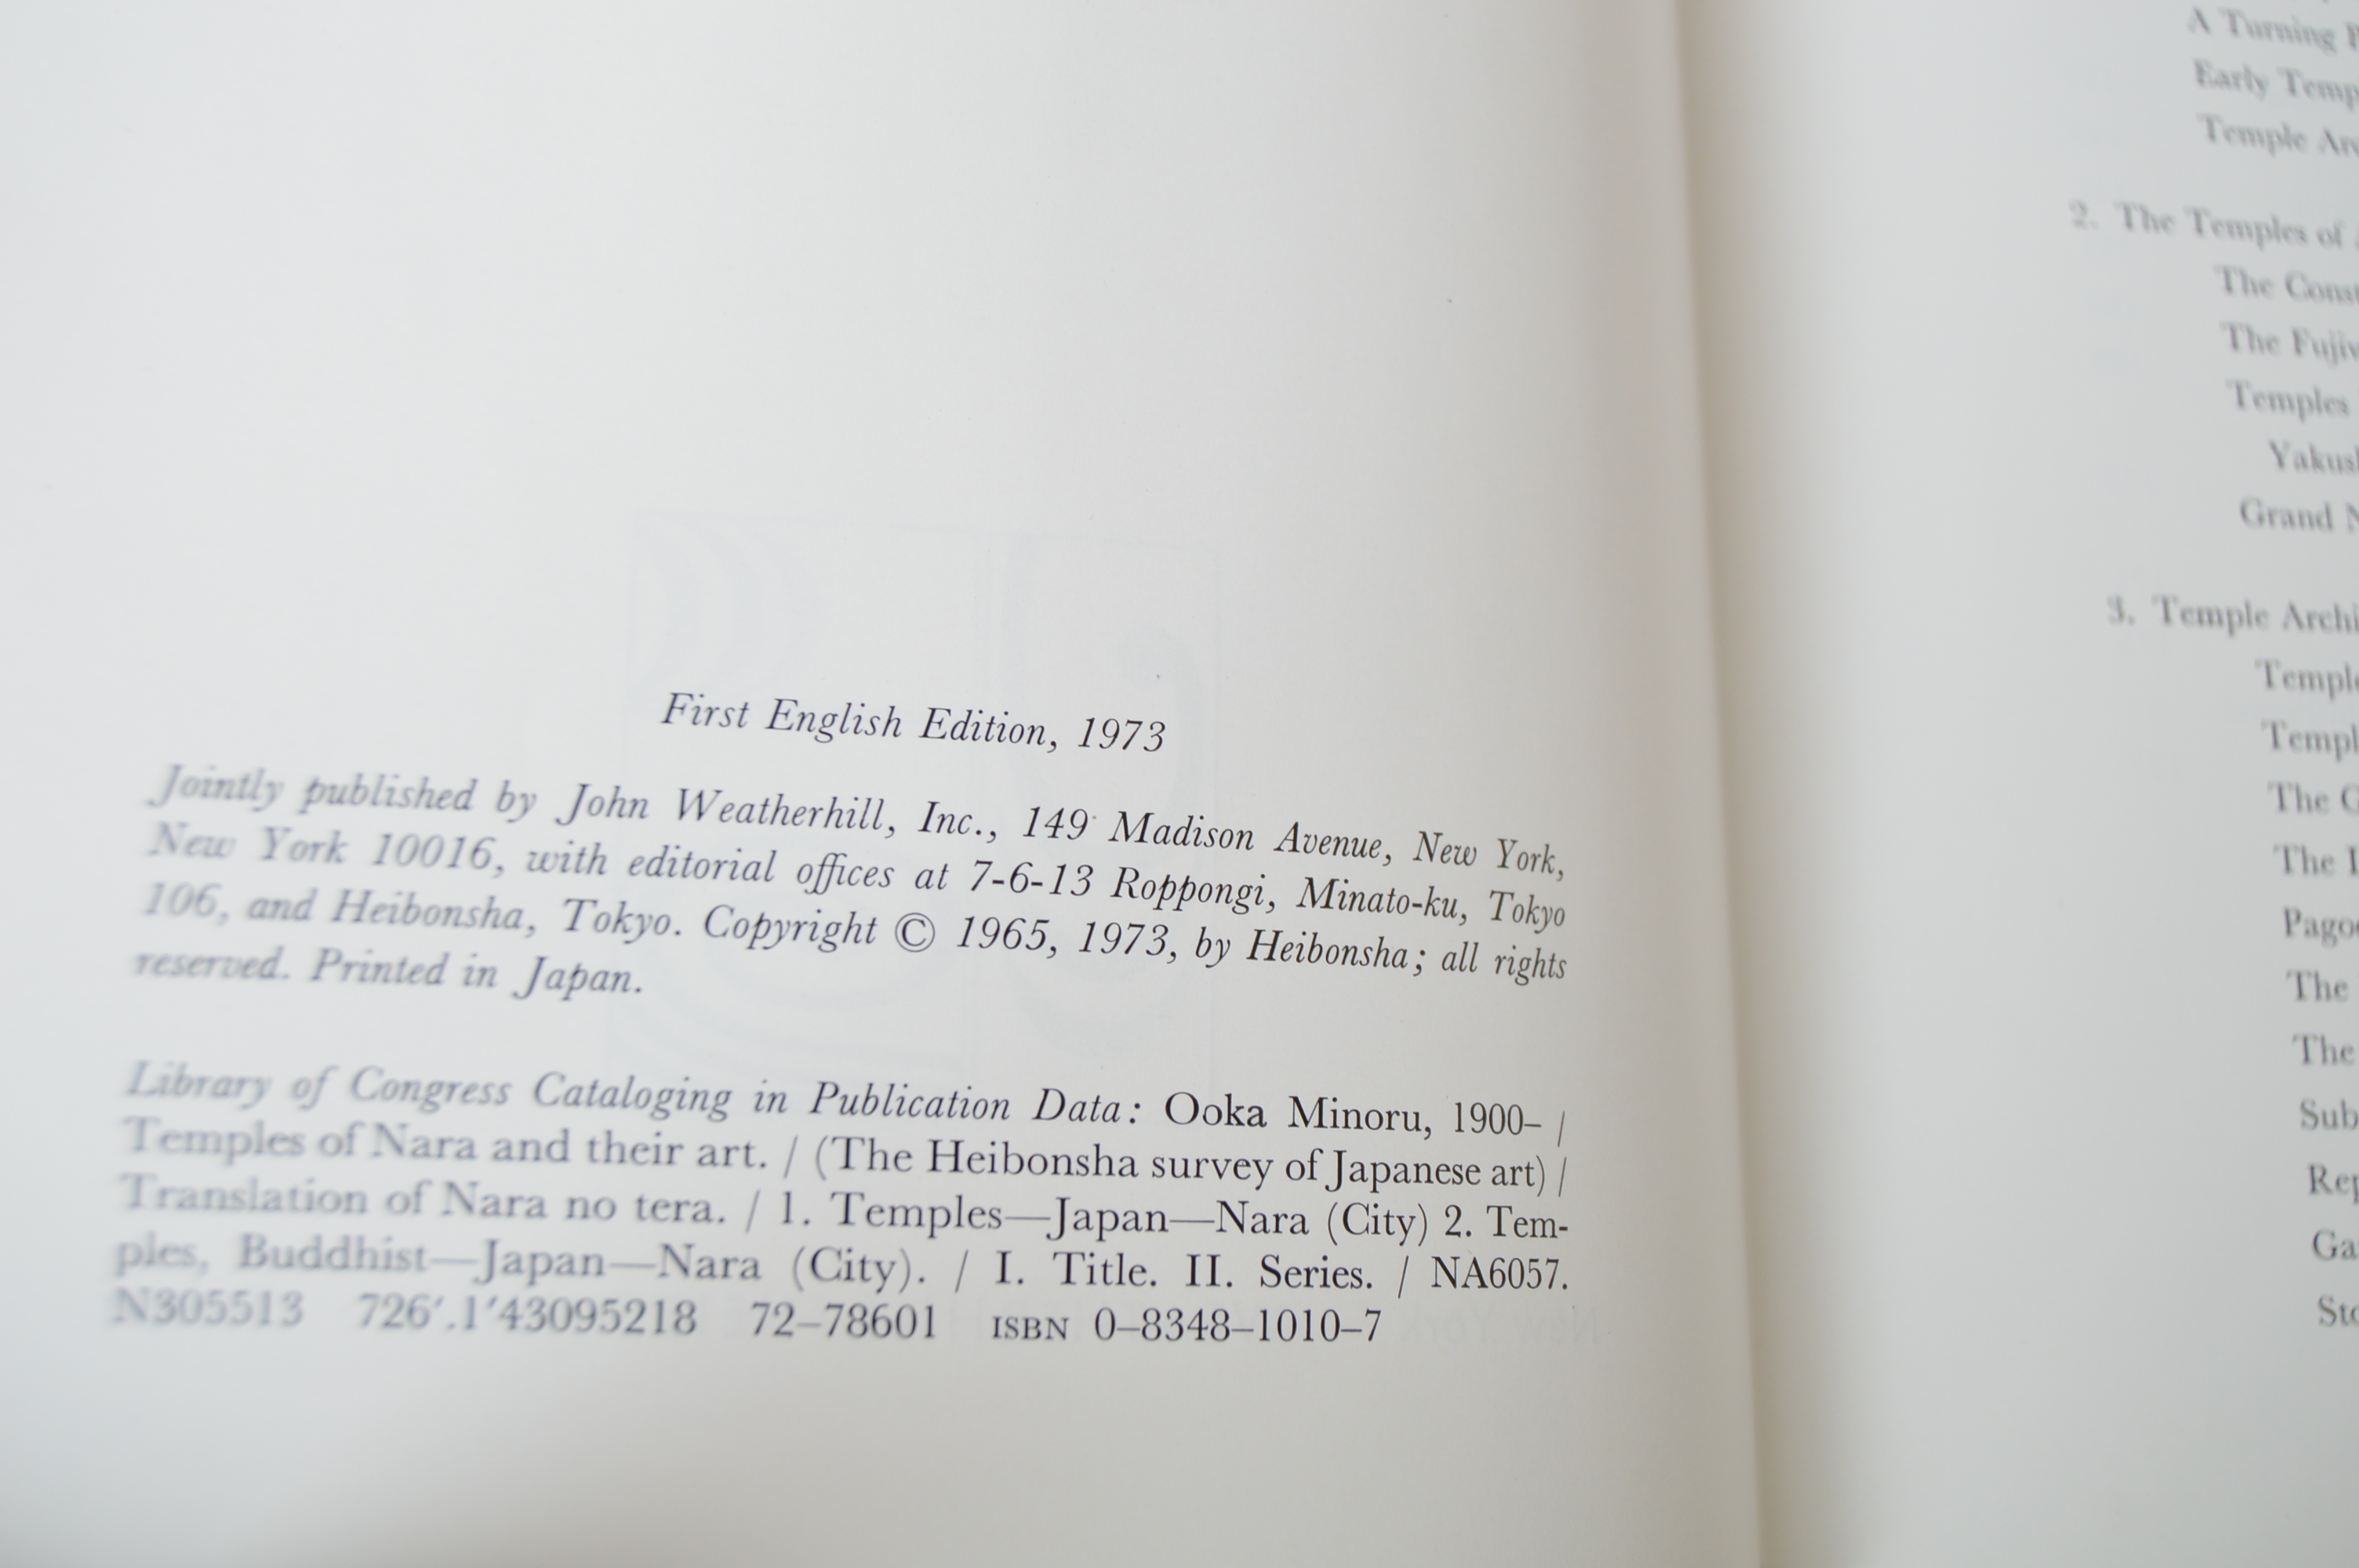 First English Edition, 1973
Jointly published by John Weatherhill, Inc., 149 Madison Avenue, New York,
New York 10016, with editorial offices at 7-6-13 Roppongi, Minato-ku, Tokyo
106, and Heibonsha, Tokyo. Copyright © 1965, 1973, by Heibonsha; all rights
reserved. Printed in Japan.
Library of Congress Cataloging in Publication Data: Ooka Minoru, 1900– /
Temples of Nara and their art. / (The Heibonsha survey of Japanese art) /
Translation of Nara no tera. / 1. Temples—Japan—Nara (City) 2. Tem-
ples, Buddhist—Japan—Nara (City). / I. Title. II. Series. / NA6057.
N305513 726′.1′43095218 72–78601 ISBN 0–8348–1010–7
A Turning
Early
Temple
2. The Temples of
The
The
Temples
Grand
3. Temple
The
The
The
The